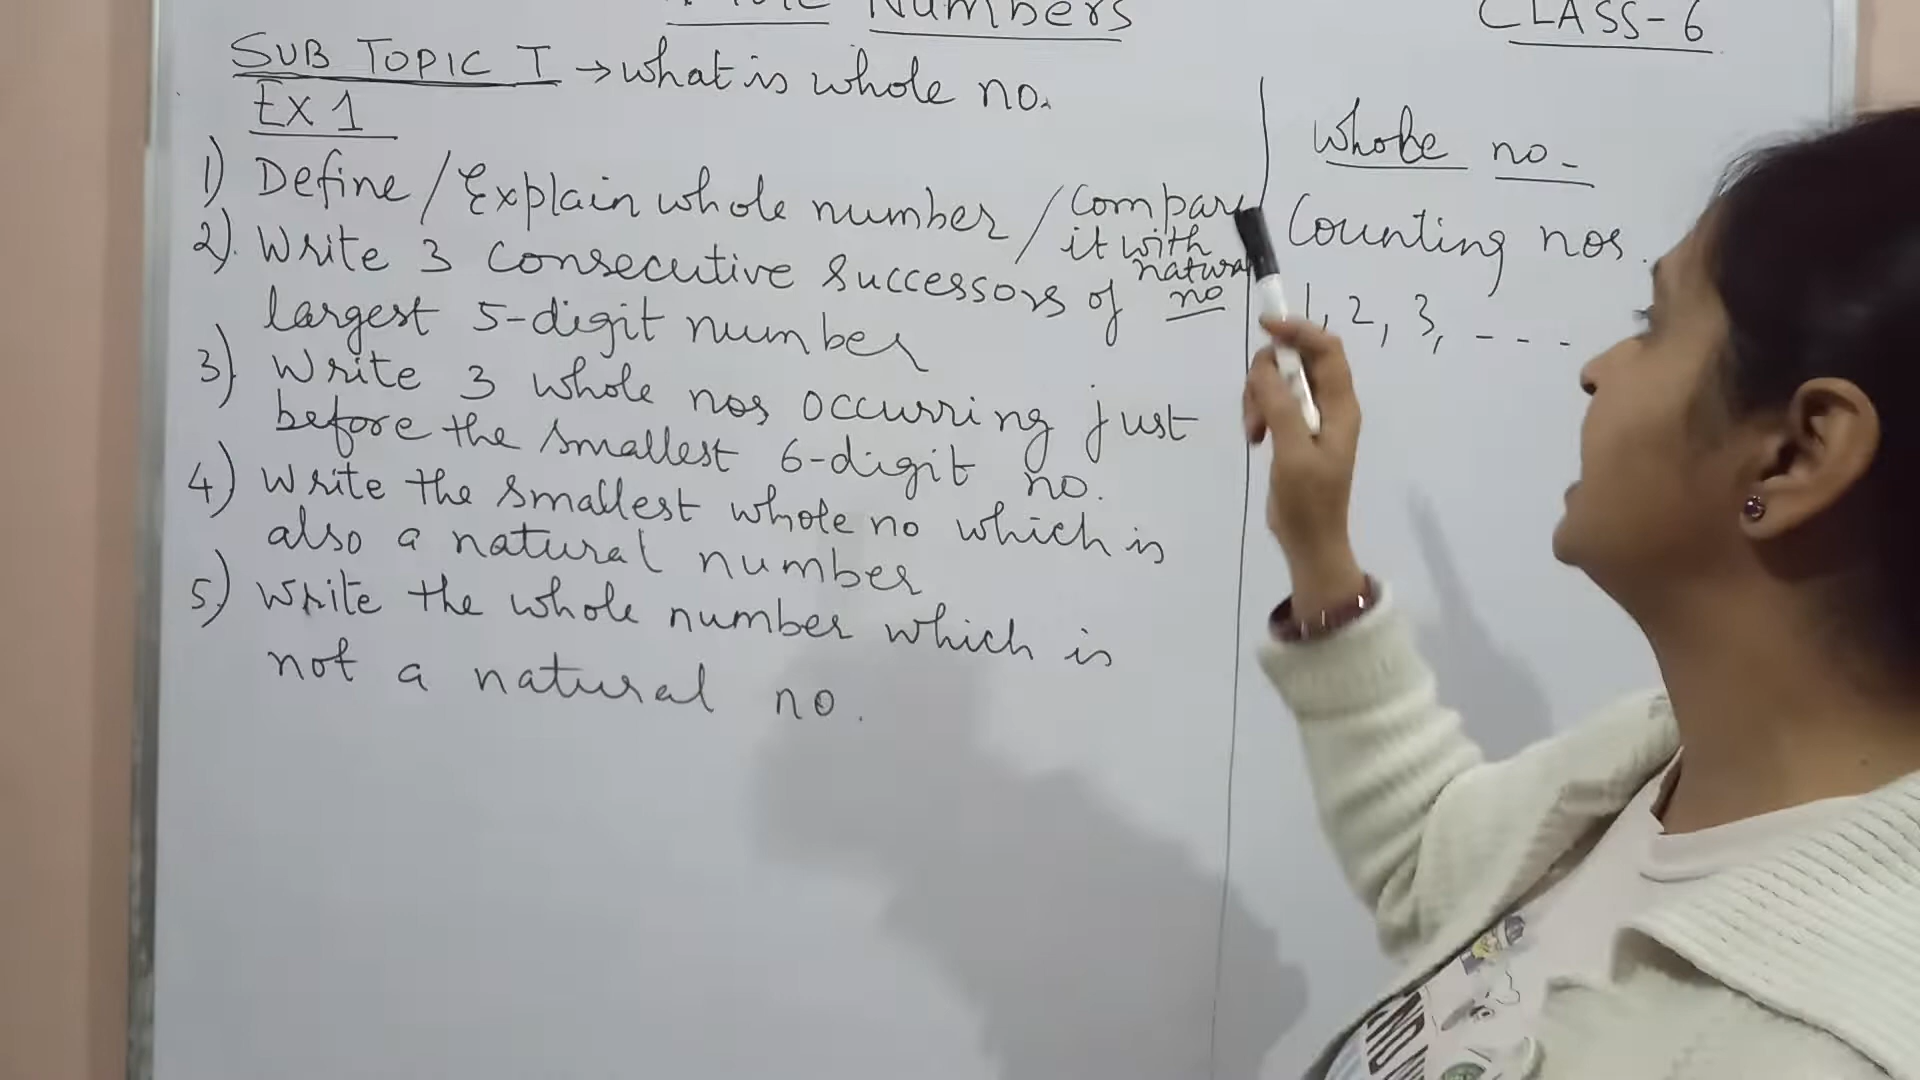 Numbers
CLASS-6
SUB TOPIC I → what is whole no.
EX 1
1) Define / Explain whole number / compare
it with
natural
no
2) Write 3 consecutive successors of
largest 5-digit number
3) Write 3 whole nos occurring just
before the smallest 6-digit no.
4) Write the smallest whole no which is
also a natural number
5) Write the whole number which is
not a natural no.
Whole no-
Counting nos.
1, 2, 3, - - -